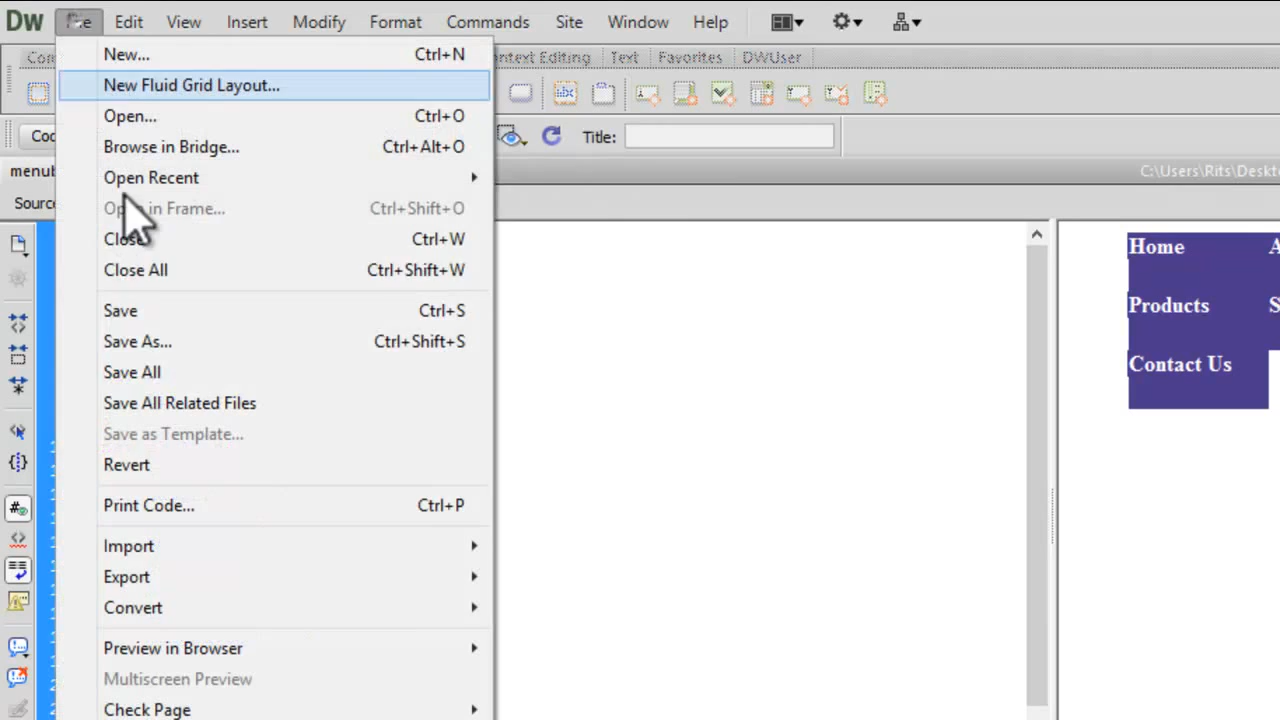 Dw Edit View Insert Modify Format Commands Site Window Help
New... Ctrl+N
Text Favorites DWUser
New Fluid Grid Layout...
Open... Ctrl+O
Title:
Browse in Bridge... Ctrl+Alt+O
Open Recent
C:\Users\Rits\Deskt
in Frame... Ctrl+Shift+O
Close Ctrl+W
Close All Ctrl+Shift+W
Save Ctrl+S
Save As... Ctrl+Shift+S
Save All
Save All Related Files
Save as Template...
Revert
Print Code... Ctrl+P
Import
Export
Convert
Preview in Browser
Multiscreen Preview
Check Page
Home A
Products S
Contact Us